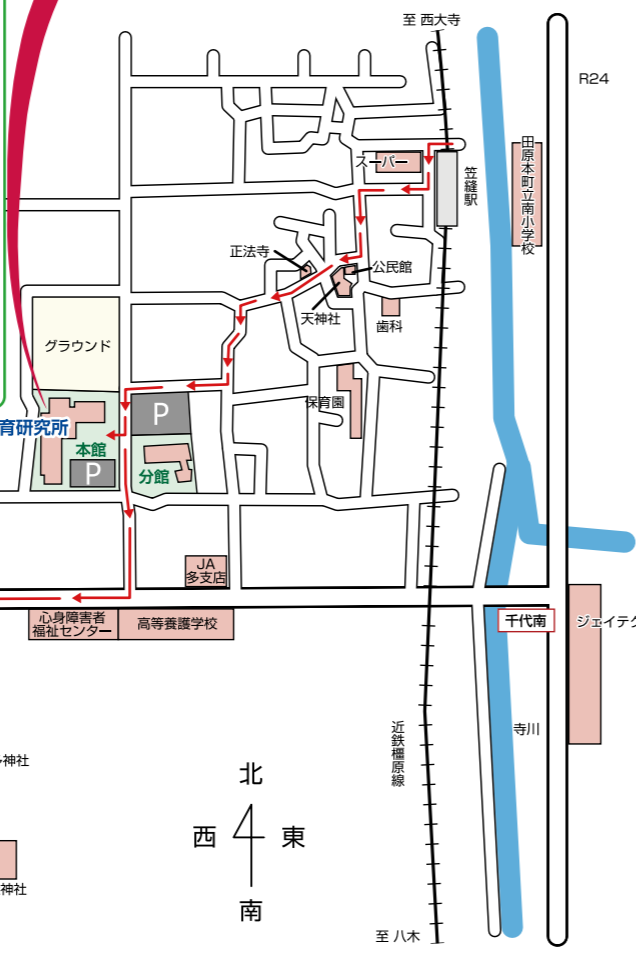 至 西大寺
R24
田原本町立南小学校
スーパー
笠縫駅
正法寺
公民館
天神社
歯科
グラウンド
保育園
P
育研究所
本館
P
分館
JA
多支店
心身障害者
福祉センター
高等養護学校
千代南
ジェイテク
近鉄橿原線
寺川
神社
北
西
東
南
神社
至 八木